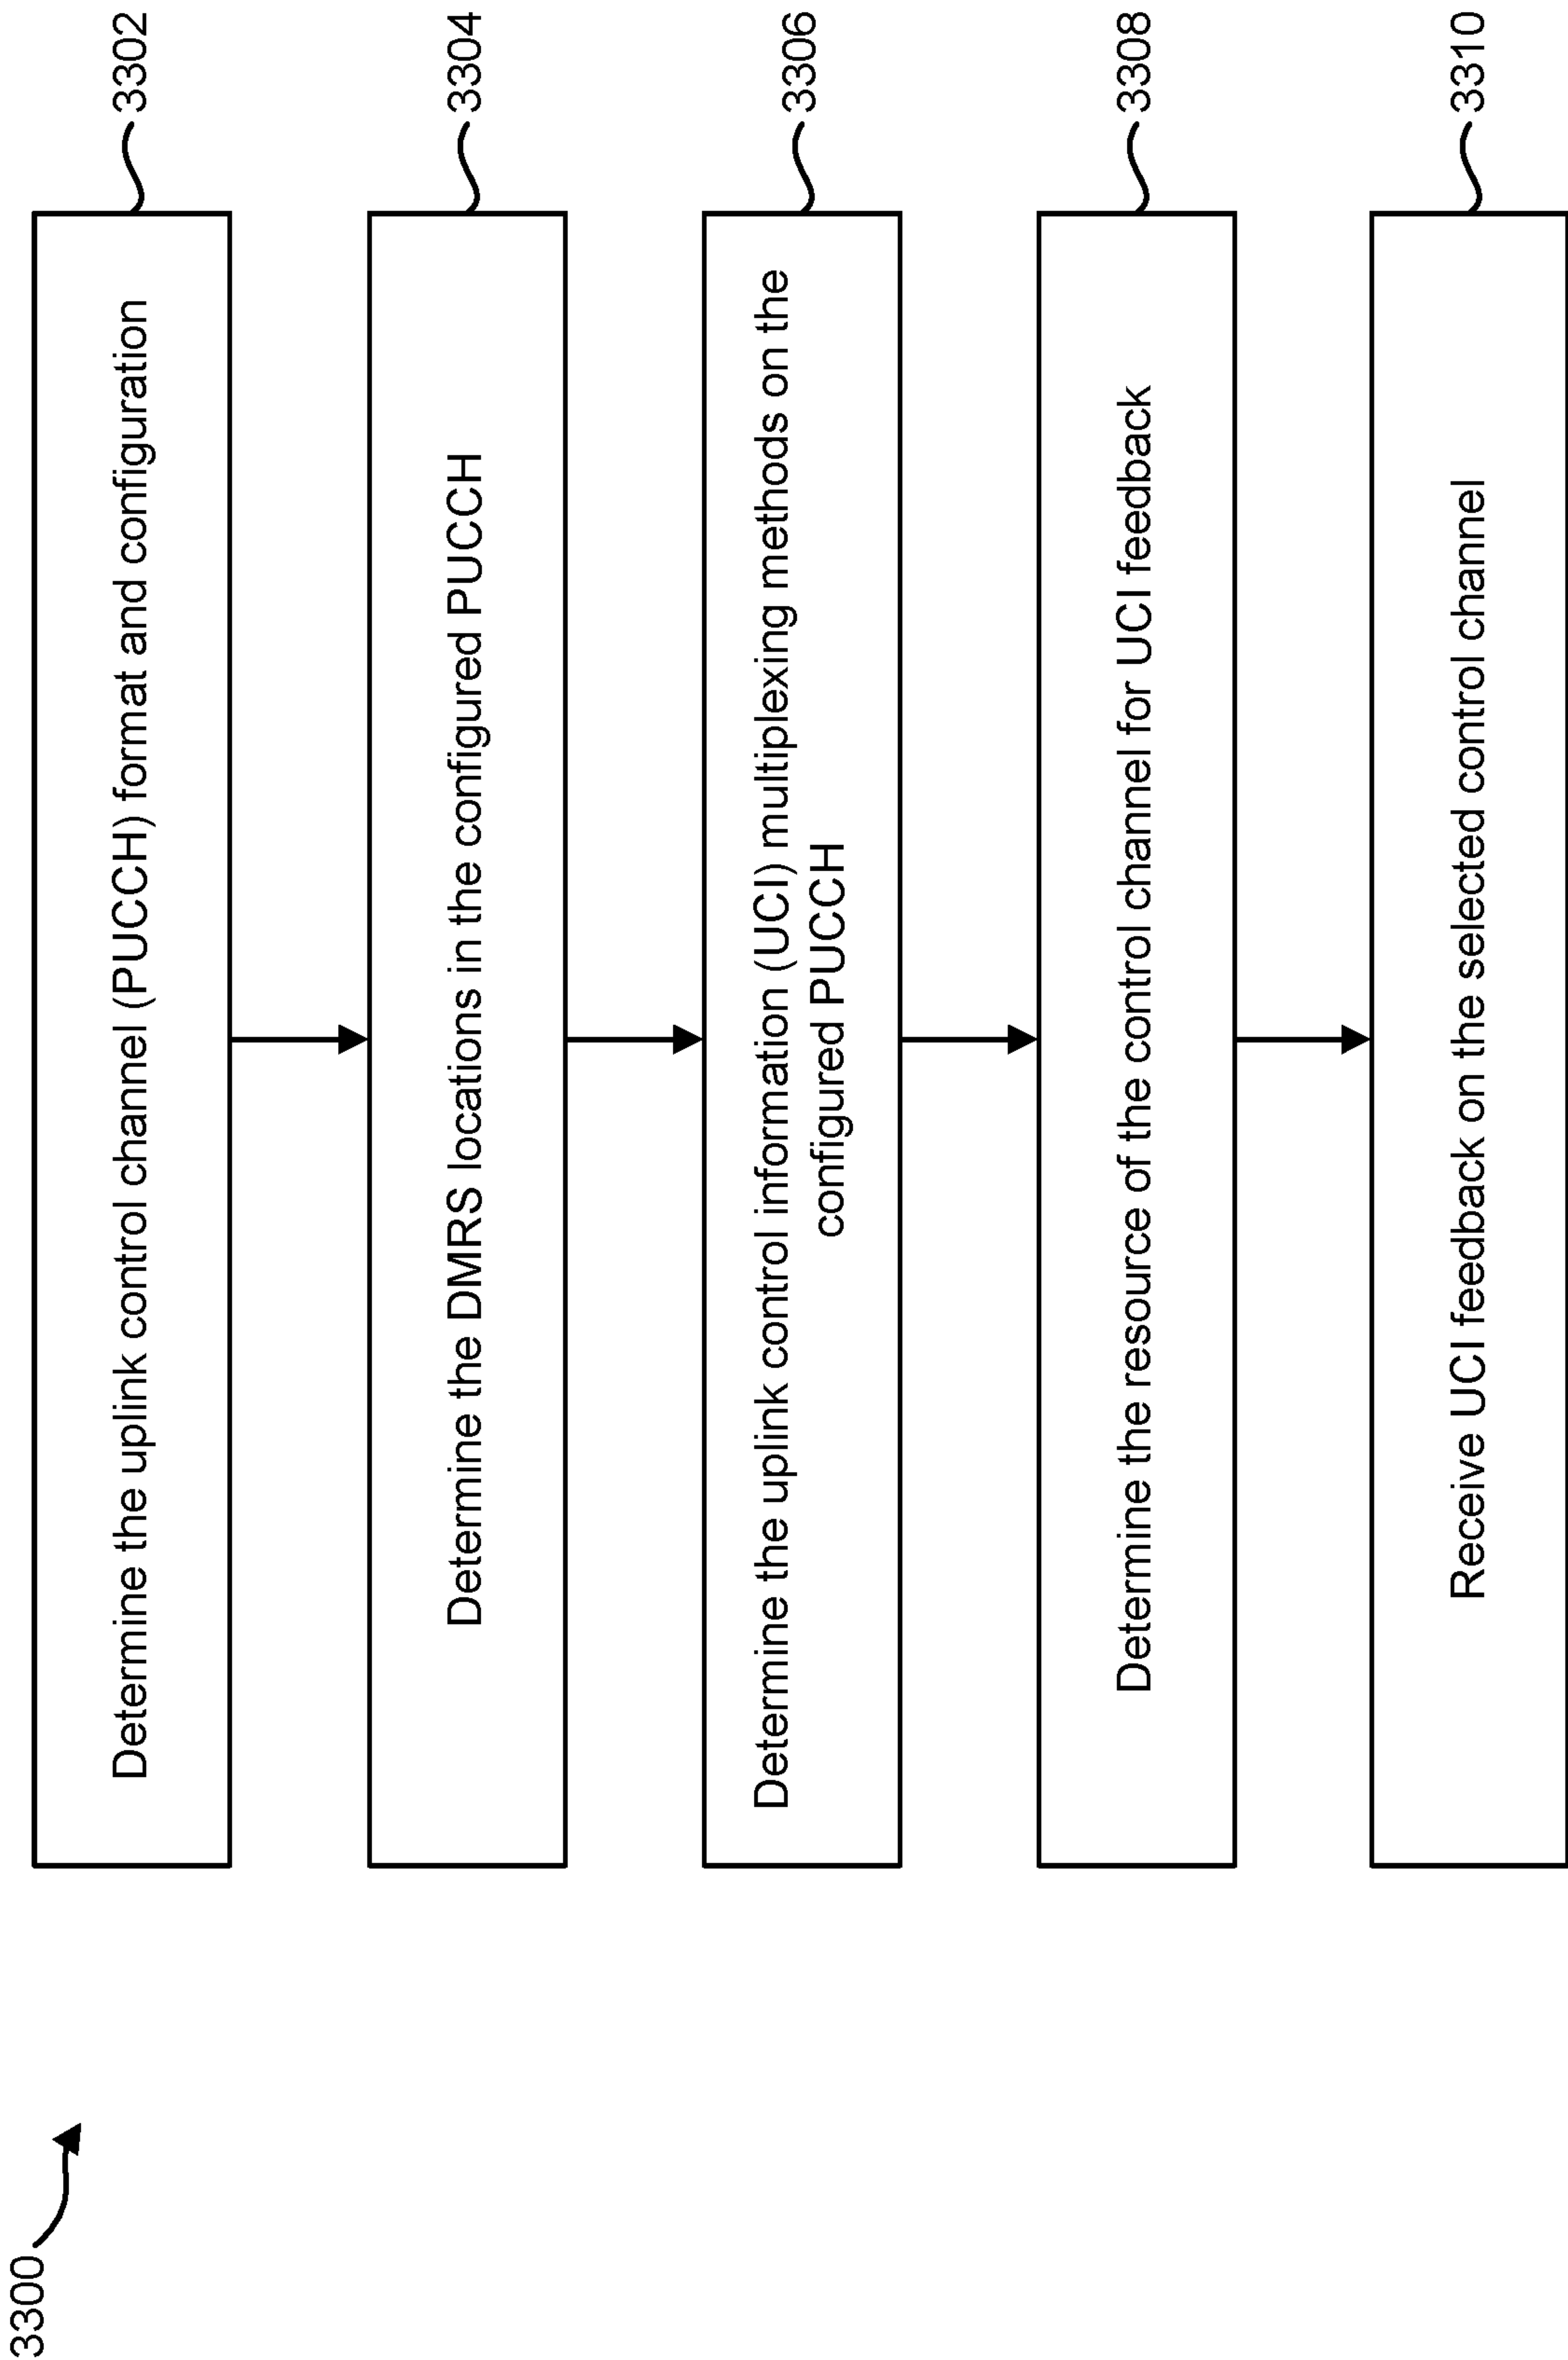 3300
Determine the uplink control channel (PUCCH) format and configuration
3302
Determine the DMRS locations in the configured PUCCH
3304
Determine the uplink control information (UCI) multiplexing methods on the
configured PUCCH
3306
Determine the resource of the control channel for UCI feedback
3308
Receive UCI feedback on the selected control channel
3310